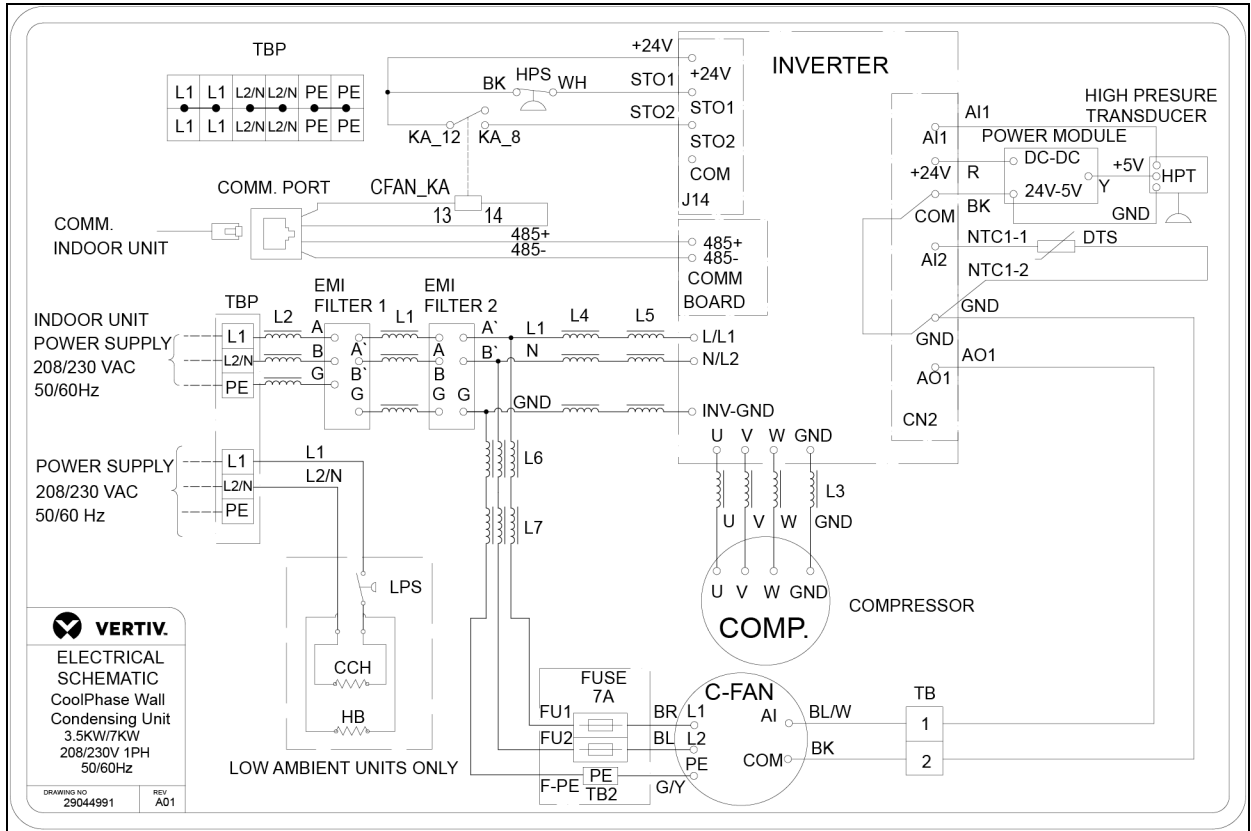 TBP
L1 L1 L2/N L2/N PE PE
L1 L1 L2/N L2/N PE PE
+24V
BK HPS WH
STO1
STO2
KA_12 KA_8
+24V
STO1
STO2
COM
J14
INVERTER
HIGH PRESURE
TRANSDUCER
AI1
AI1
POWER MODULE
DC-DC
24V-5V
+24V R
COM BK
+5V
Y
HPT
GND
NTC1-1
DTS
AI2
NTC1-2
GND
GND
AO1
AO1
CN2
COMM. PORT
CFAN_KA
13 14
COMM.
INDOOR UNIT
485+
485-
485+
485-
COMM
BOARD
INDOOR UNIT
POWER SUPPLY
208/230 VAC
50/60Hz
TBP
L1
L2/N
PE
L2
EMI
FILTER 1
A
B
G
A`
B`
G
L1
EMI
FILTER 2
A
B
G
A`
B`
G
L1
N
GND
L4 L5
L/L1
N/L2
INV-GND
POWER SUPPLY
208/230 VAC
50/60 Hz
L1
L2/N
PE
L1
L2/N
L6
L7
U V W GND
L3
U V W GND
U V W GND
COMP.
COMPRESSOR
LPS
CCH
HB
LOW AMBIENT UNITS ONLY
FUSE
7A
FU1
FU2
F-PE
PE
TB2
BR
BL
G/Y
C-FAN
L1
L2
PE
AI
COM
BL/W
BK
TB
1
2
VERTIV.
ELECTRICAL
SCHEMATIC
CoolPhase Wall
Condensing Unit
3.5KW/7KW
208/230V 1PH
50/60Hz
DRAWING NO
29044991
REV
A01